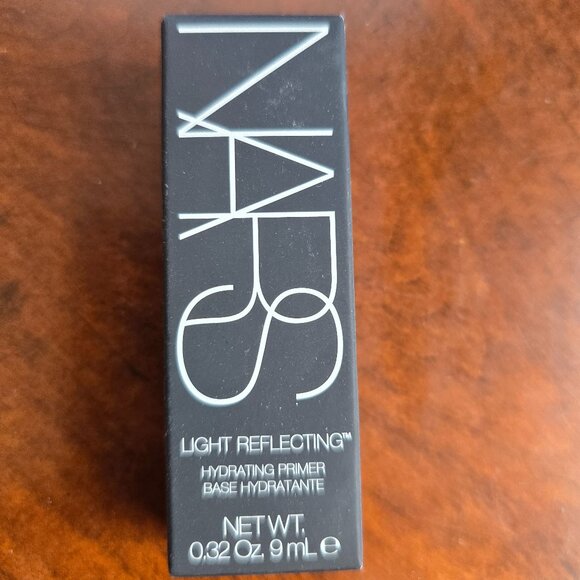 NARS
LIGHT REFLECTING™
HYDRATING PRIMER
BASE HYDRATANTE
NET WT.
0.32 Oz. 9 mL ℮